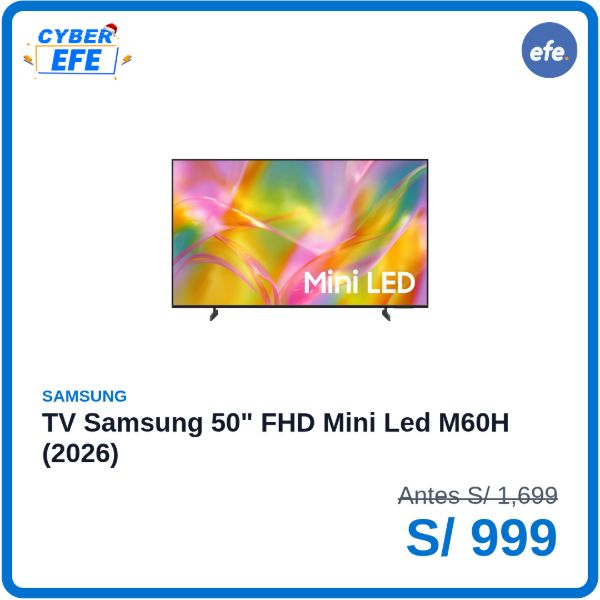 CYBER
EFE
efe.
Mini LED
SAMSUNG
TV Samsung 50" FHD Mini Led M60H
(2026)
Antes S/ 1,699
S/ 999